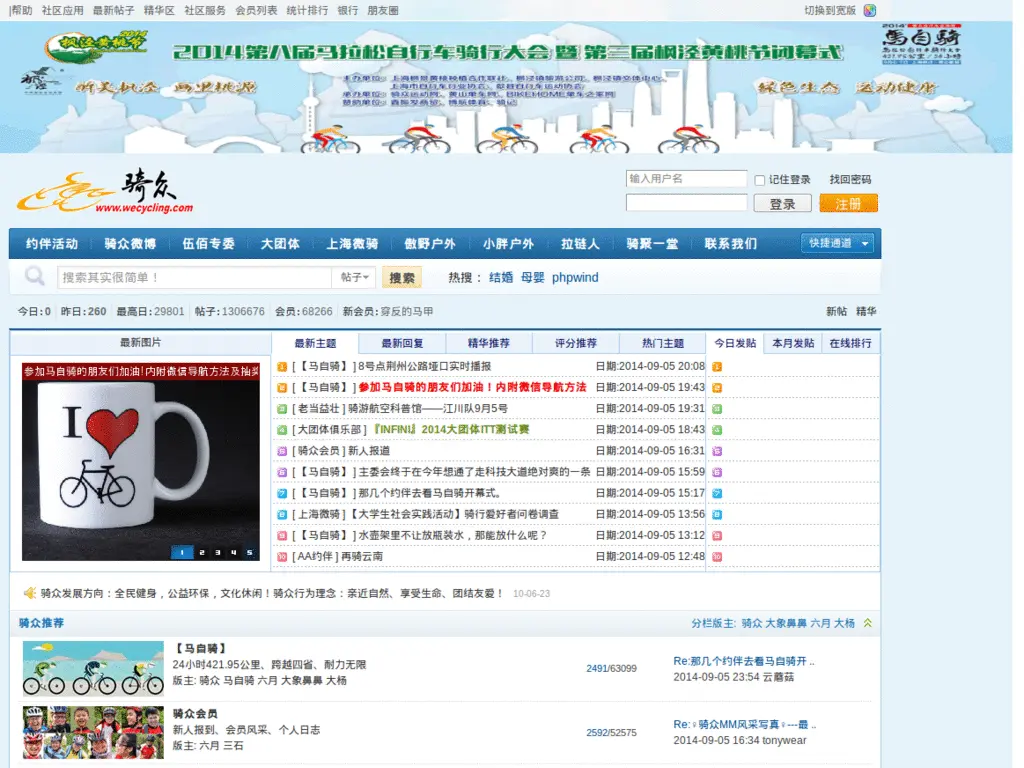 |帮助 社区应用 最新帖子 精华区 社区服务 会员列表 统计排行 银行 朋友圈 切换到宽版
枫泾黄桃节
2014第八届马拉松自行车骑行大会暨第三届枫泾黄桃节闭幕式
2014
馬自騎
听美枫泾 画里桃源
绿色生态 运动健身
骑众
www.wecycling.com
输入用户名 记住登录 找回密码
登录 注册
约伴活动 骑众微博 伍佰专委 大团体 上海微骑 傲野户外 小胖户外 拉链人 骑聚一堂 联系我们 快捷通道
搜索其实很简单！ 帖子 搜索 热搜： 结婚 母婴 phpwind
今日:0 昨日:260 最高日:29801 帖子:1306676 会员:68266 新会员:穿反的马甲 新帖 精华
最新图片 最新主题 最新回复 精华推荐 评分推荐 热门主题 今日发贴 本月发贴 在线排行
参加马自骑的朋友们加油!内附微信导航方法及抽奖
I
1 2 3 4 5
1 [【马自骑】] 8号点荆州公路垭口实时播报 日期:2014-09-05 20:08 1
2 [【马自骑】] 参加马自骑的朋友们加油！内附微信导航方法 日期:2014-09-05 19:43 2
3 [ 老当益壮 ] 骑游航空科普馆——江川队9月5号 日期:2014-09-05 19:31 3
4 [ 大团体俱乐部 ] 『INFINI』2014大团体ITT测试赛 日期:2014-09-05 18:43 4
5 [ 骑众会员 ] 新人报道 日期:2014-09-05 16:31 5
6 [【马自骑】] 主委会终于在今年想通了走科技大道绝对爽的一条 日期:2014-09-05 15:59 6
7 [【马自骑】] 那几个约伴去看马自骑开幕式。 日期:2014-09-05 15:17 7
8 [ 上海微骑 ] 【大学生社会实践活动】骑行爱好者问卷调查 日期:2014-09-05 13:56 8
9 [【马自骑】] 水壶架里不让放瓶装水，那能放什么呢？ 日期:2014-09-05 13:12 9
10 [ AA约伴 ] 再骑云南 日期:2014-09-05 12:48 10
骑众发展方向：全民健身，公益环保，文化休闲！骑众行为理念：亲近自然、享受生命、团结友爱！ 10-06-23
骑众推荐 分栏版主: 骑众 大象鼻鼻 六月 大杨
【马自骑】
24小时421.95公里、跨越四省、耐力无限
版主: 骑众 马自骑 六月 大象鼻鼻 大杨
2491/63099
Re:那几个约伴去看马自骑开 ..
2014-09-05 23:54 云蘑菇
骑众会员
新人报到、会员风采、个人日志
版主: 六月 三石
2592/52575
Re:♀骑众MM风采写真♀---最 ..
2014-09-05 16:34 tonywear